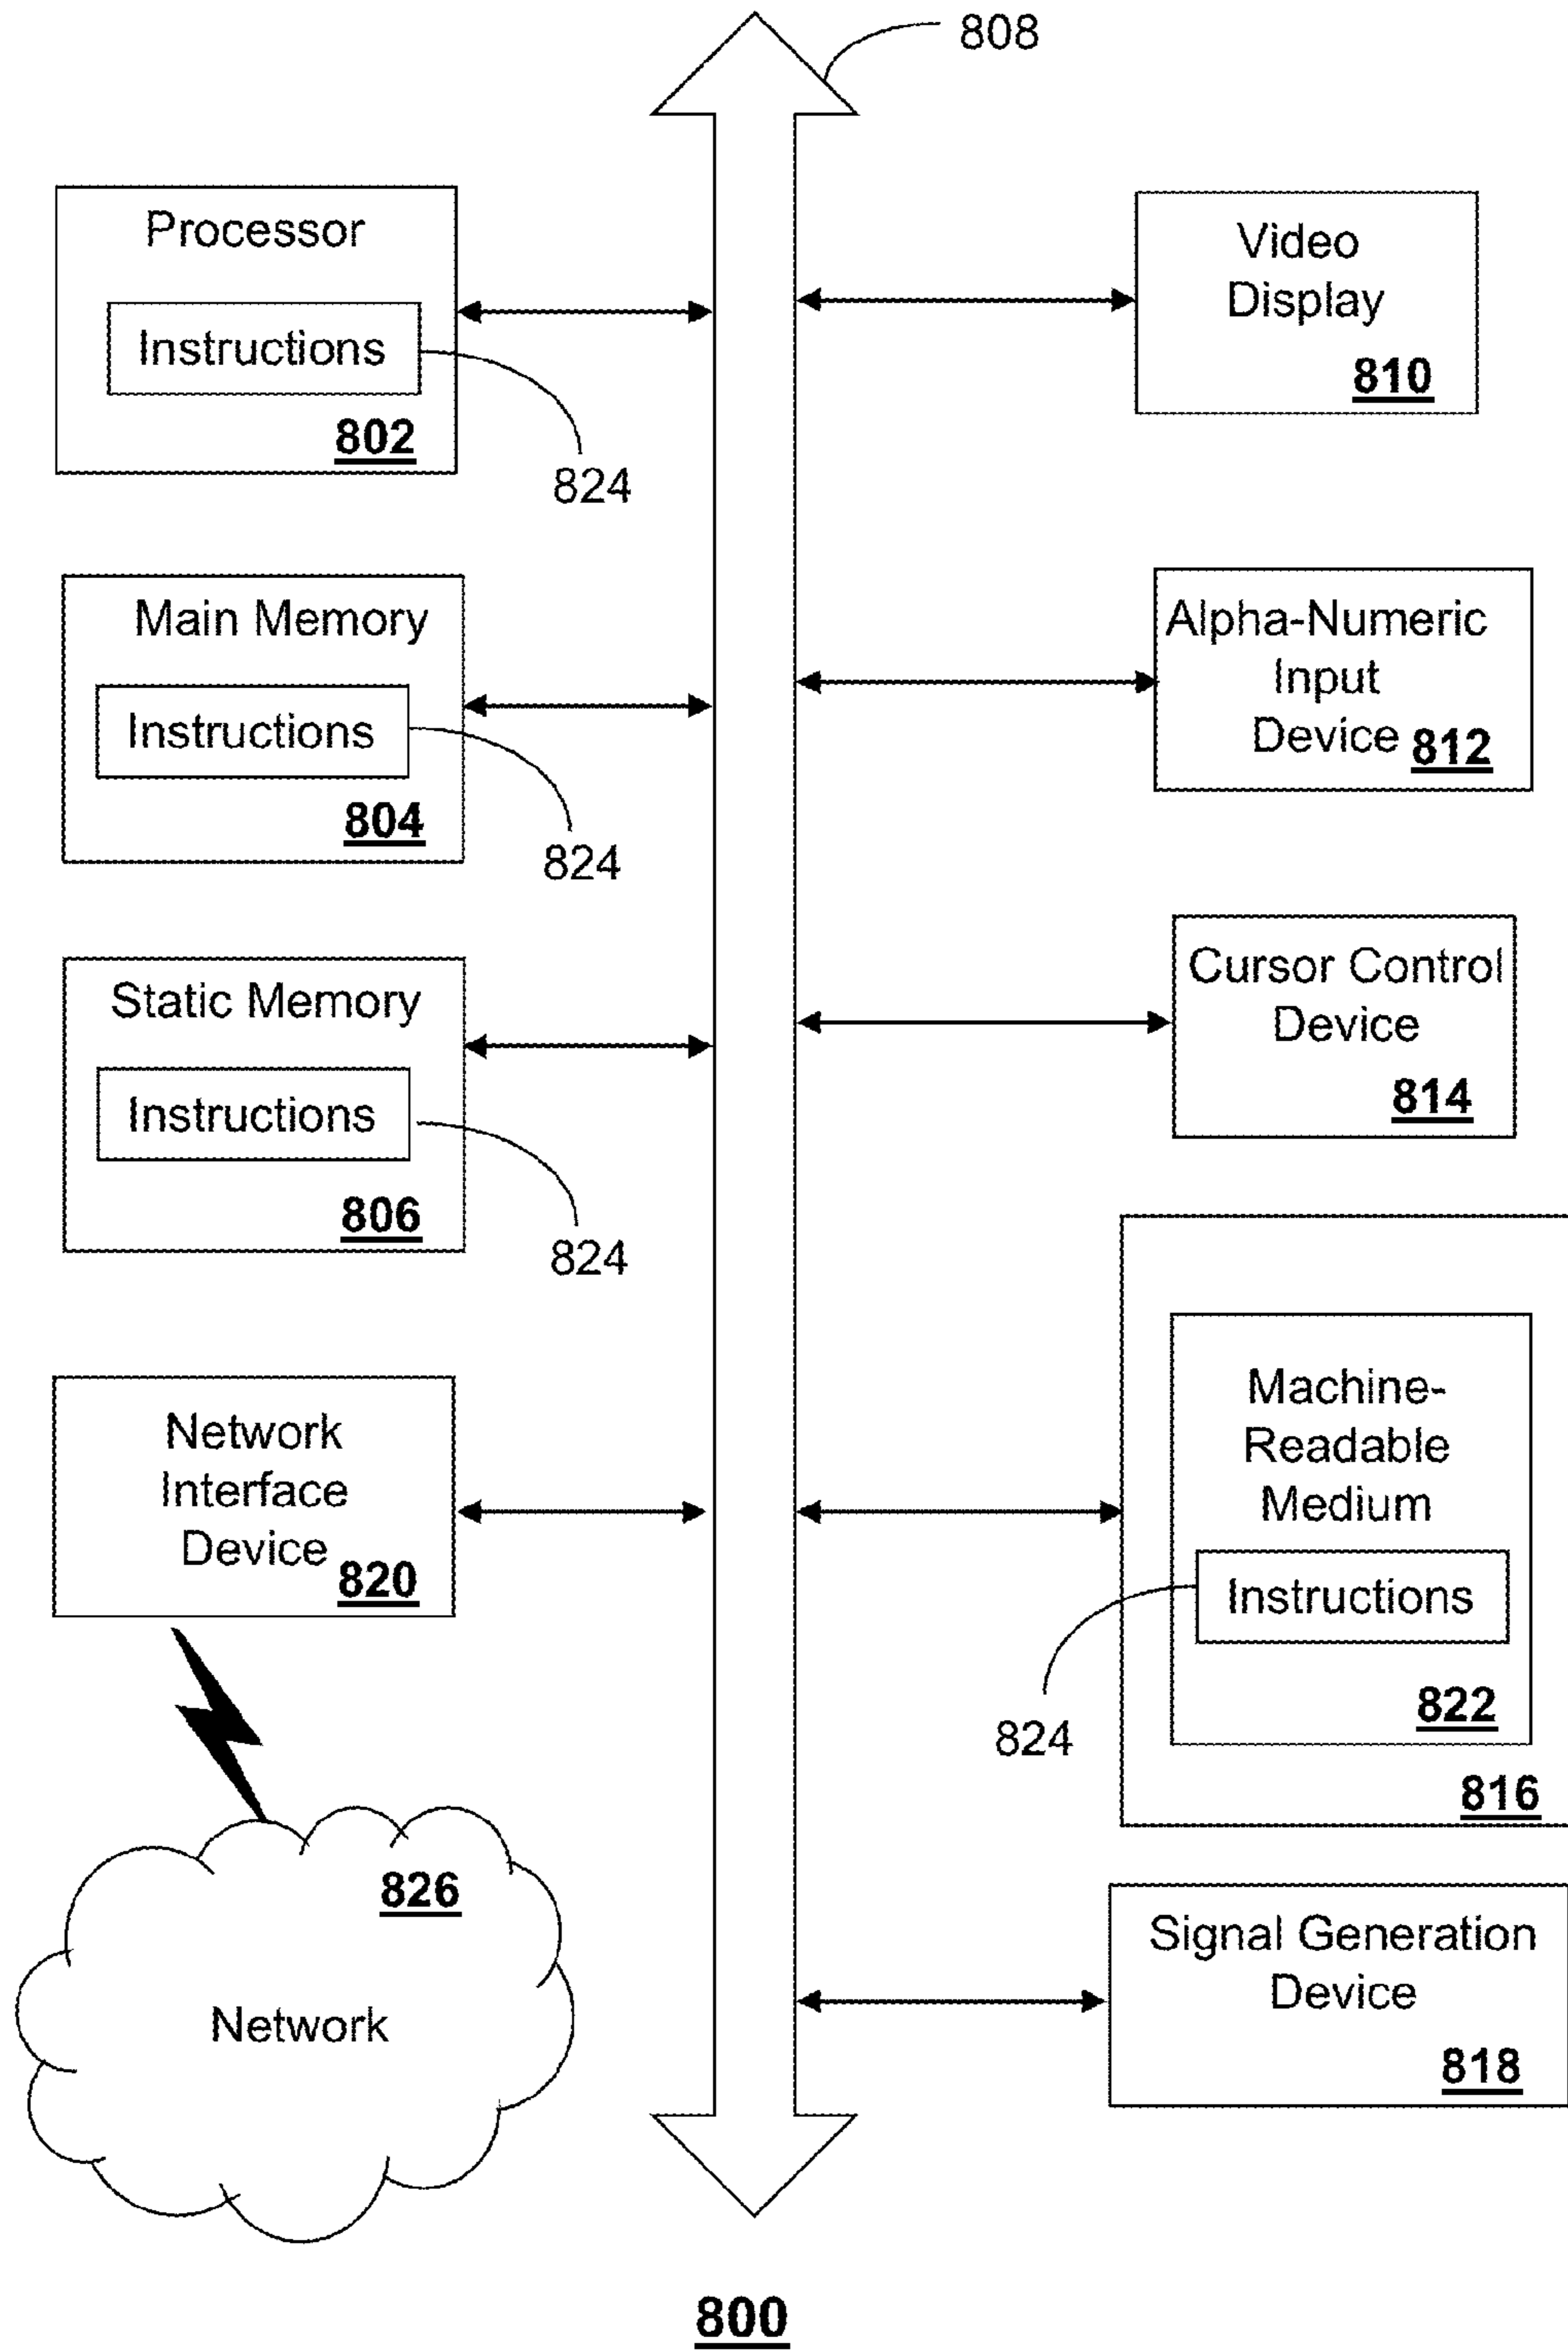 808
Processor
Instructions
802
824
Main Memory
Instructions
804
824
Static Memory
Instructions
806
824
Network
Interface
Device
820
826
Network
Video
Display
810
Alpha-Numeric
Input
Device
812
Cursor Control
Device
814
Machine-
Readable
Medium
Instructions
824
822
816
Signal Generation
Device
818
800